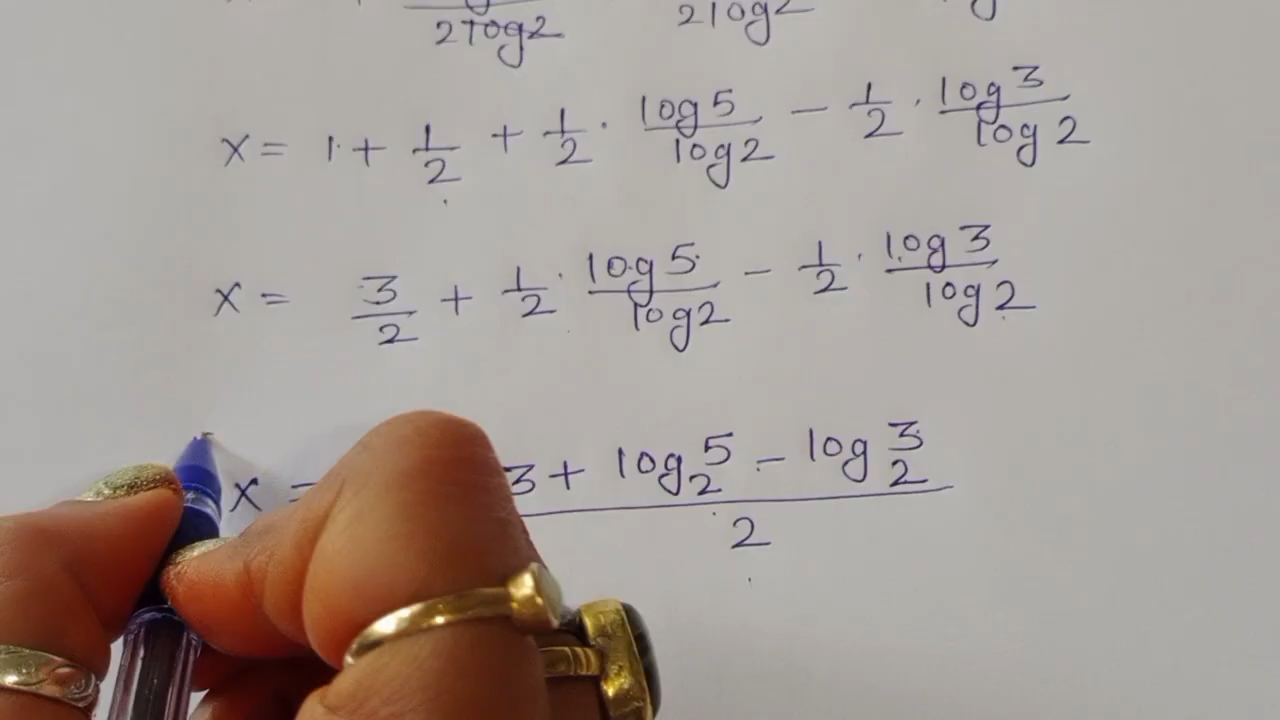 2log2 2log2
x = 1 + 1/2 + 1/2 · log5/log2 - 1/2 · log3/log2
x = 3/2 + 1/2 · log5/log2 - 1/2 · log3/log2
x = 3 + log₂5 - log₂3 / 2